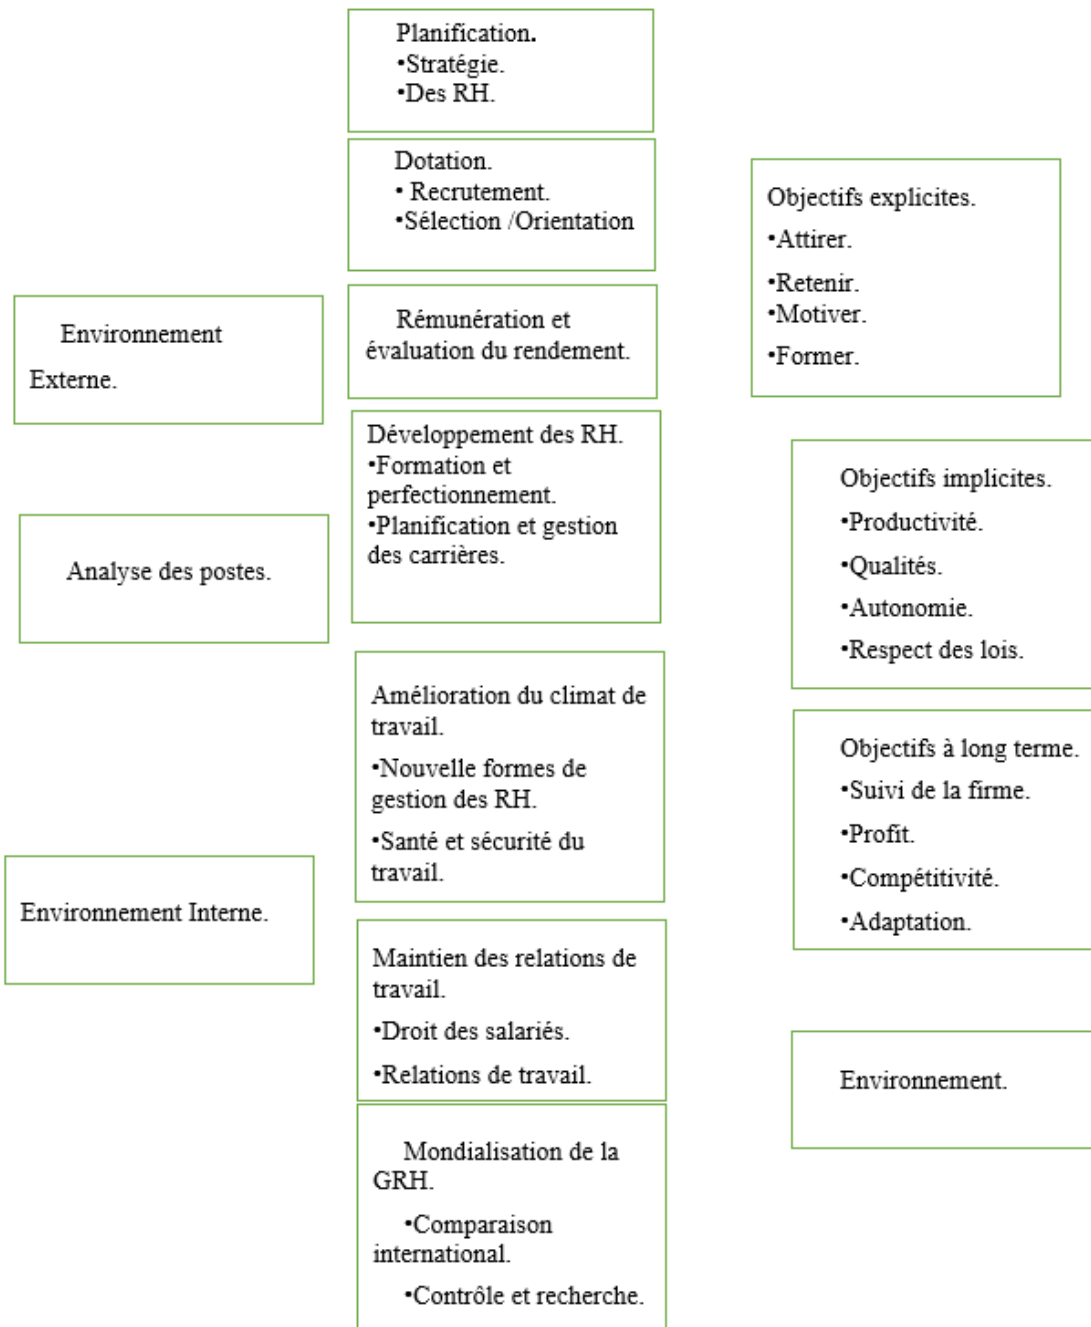 Planification.
•Stratégie.
•Des RH.
Dotation.
• Recrutement.
•Sélection /Orientation
Rémunération et
évaluation du rendement.
Développement des RH.
•Formation et
perfectionnement.
•Planification et gestion
des carrières.
Amélioration du climat de
travail.
•Nouvelle formes de
gestion des RH.
•Santé et sécurité du
travail.
Maintien des relations de
travail.
•Droit des salariés.
•Relations de travail.
Mondialisation de la
GRH.
•Comparaison
international.
•Contrôle et recherche.
Environnement
Externe.
Analyse des postes.
Environnement Interne.
Objectifs explicites.
•Attirer.
•Retenir.
•Motiver.
•Former.
Objectifs implicites.
•Productivité.
•Qualités.
•Autonomie.
•Respect des lois.
Objectifs à long terme.
•Suivi de la firme.
•Profit.
•Compétitivité.
•Adaptation.
Environnement.